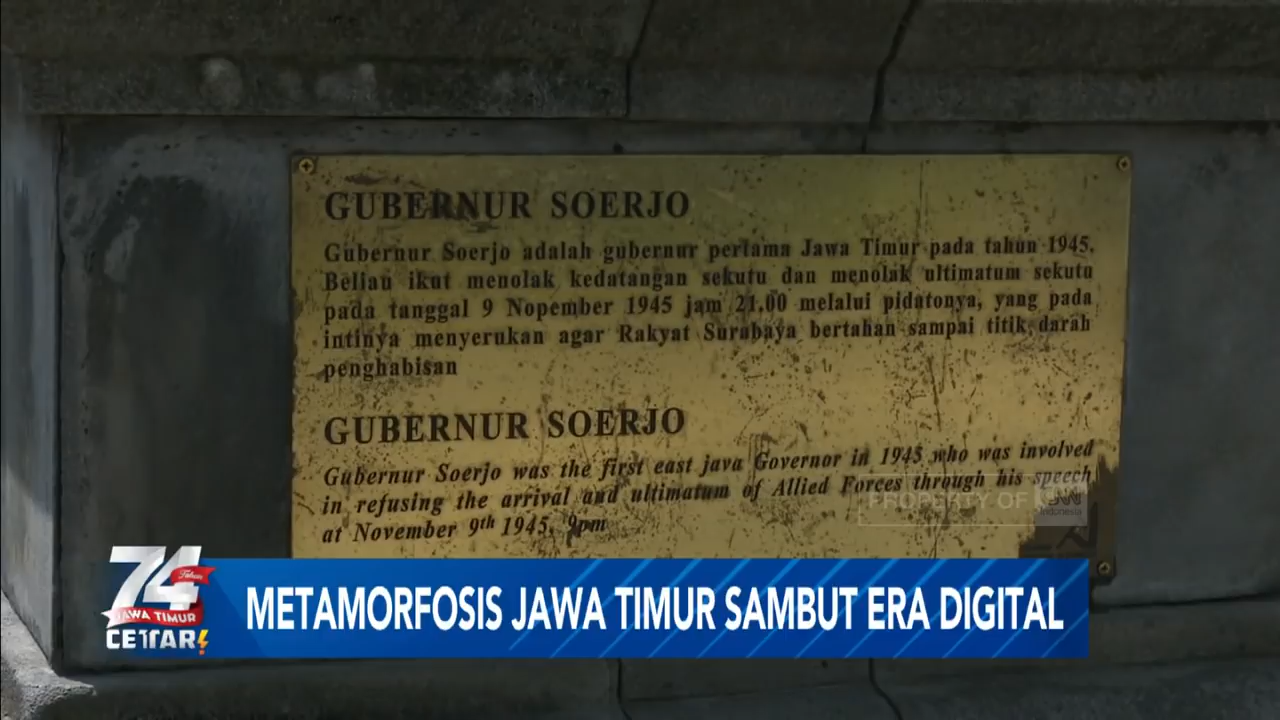 GUBERNUR SOERJO
Gubernur Soerjo adalah gubernur pertama Jawa Timur pada tahun 1945.
Beliau ikut menolak kedatangan sekutu dan menolak ultimatum sekutu
pada tanggal 9 Nopember 1945 jam 21.00 melalui pidatonya, yang pada
intinya menyerukan agar Rakyat Surabaya bertahan sampai titik darah
penghabisan
GUBERNUR SOERJO
Gubernur Soerjo was the first east java Governor in 1945 who was involved
in refusing the arrival and ultimatum of Allied Forces through his speech
at November 9th 1945, 9pm
PROPERTY OF CNN
Indonesia
74
Tahun
JAWA TIMUR
CETTAR!
METAMORFOSIS JAWA TIMUR SAMBUT ERA DIGITAL